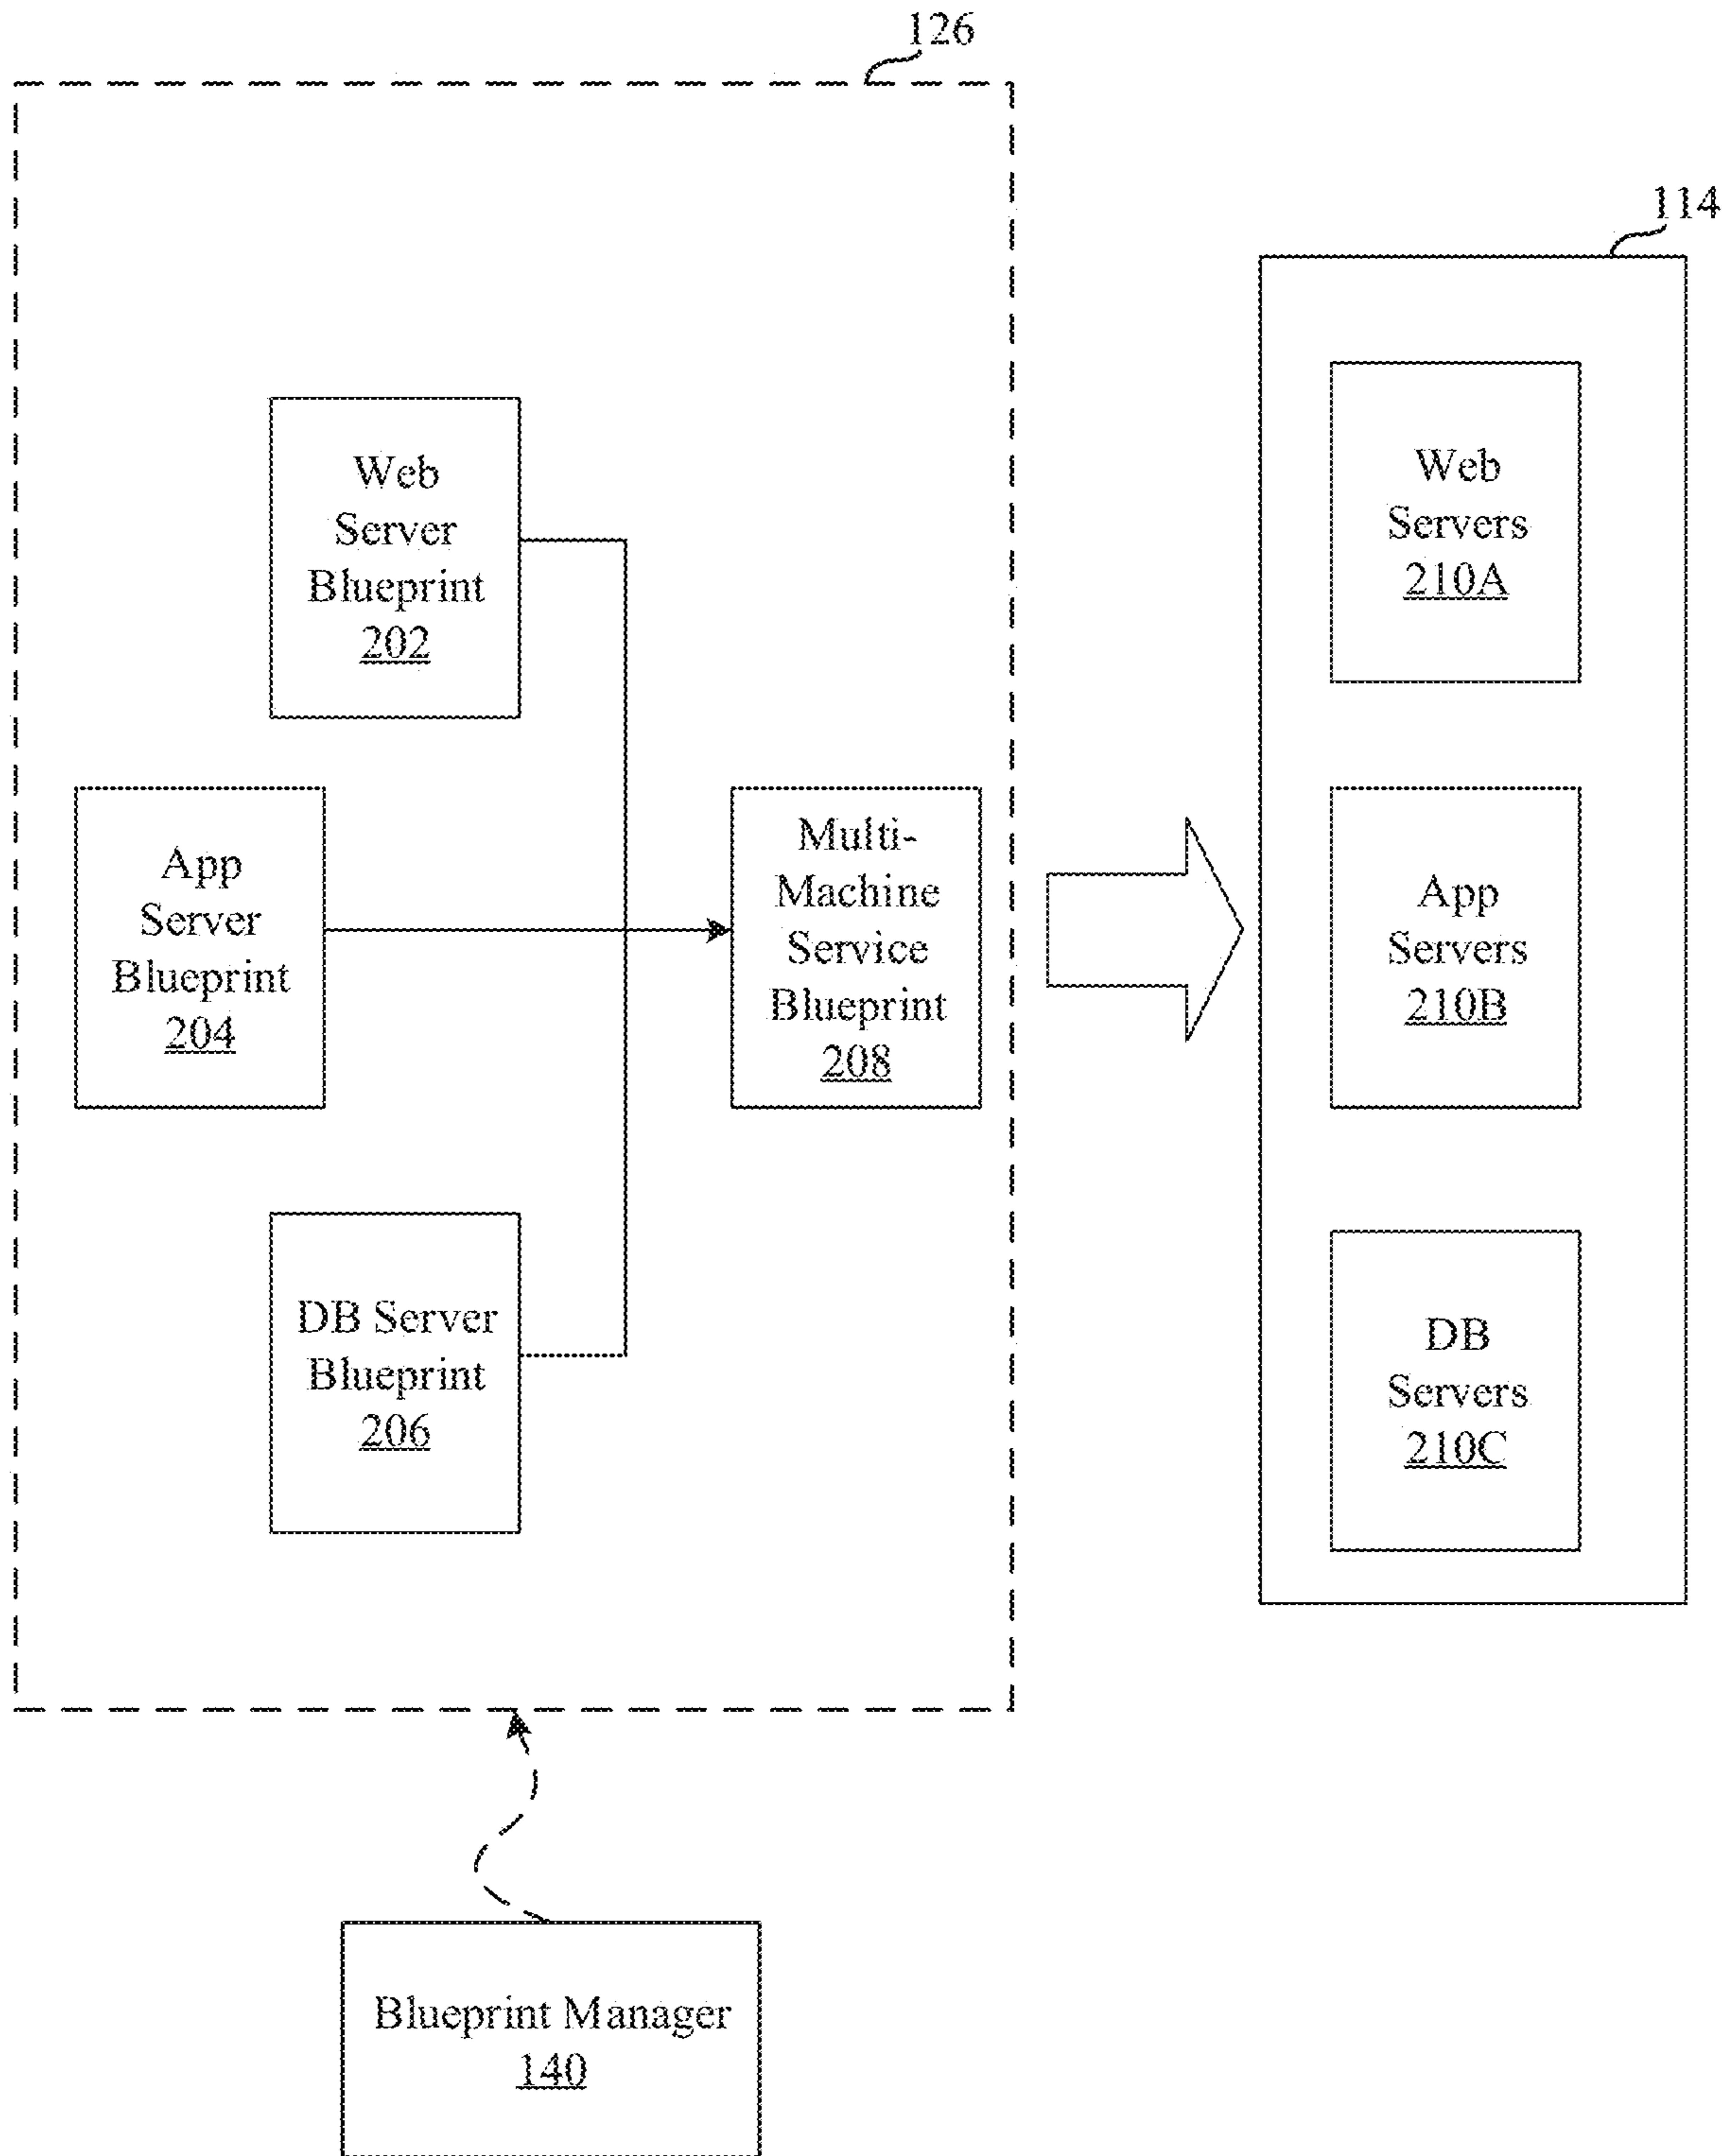 126
114
Web
Server
Blueprint
202
App
Server
Blueprint
204
DB Server
Blueprint
206
Multi-
Machine
Service
Blueprint
208
Web
Servers
210A
App
Servers
210B
DB
Servers
210C
Blueprint Manager
140